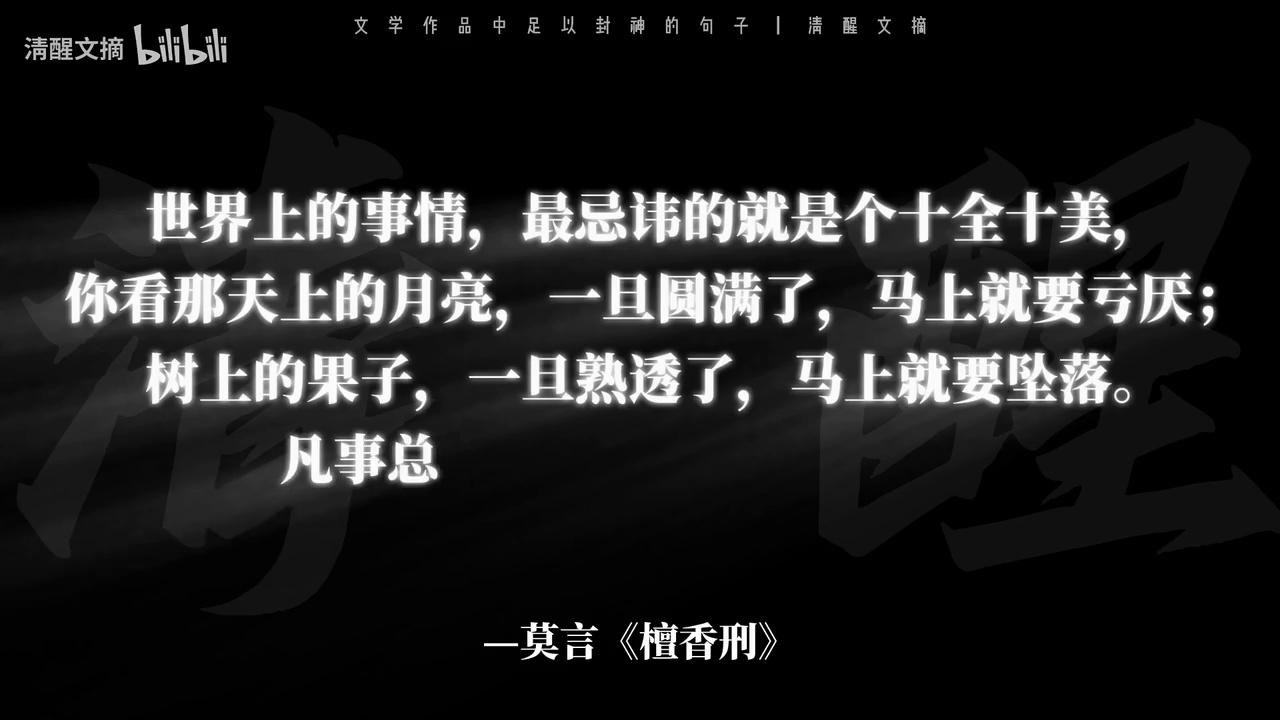 文学作品中足以封神的句子 | 清醒文摘
清醒文摘 bilibili
清醒
世界上的事情，最忌讳的就是个十全十美，
你看那天上的月亮，一旦圆满了，马上就要亏厌；
树上的果子，一旦熟透了，马上就要坠落。
凡事总
—莫言《檀香刑》